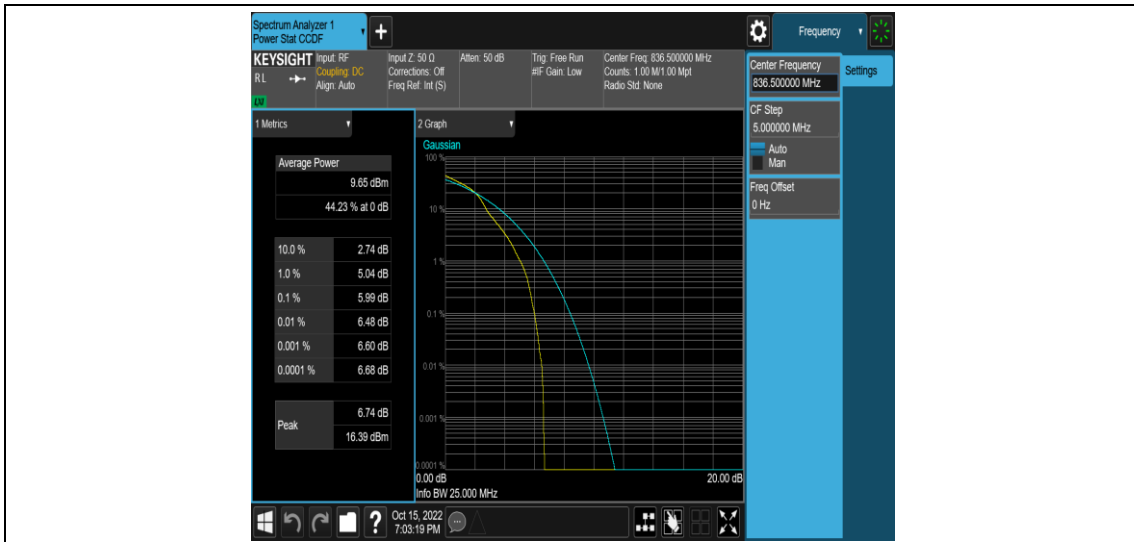 Spectrum Analyzer 1
Power Stat CCDF
Frequency
KEYSIGHT
RL
LXI
Input: RF
Coupling: DC
Align: Auto
Input Z: 50 Ω
Corrections: Off
Freq Ref: Int (S)
Atten: 50 dB
Trig: Free Run
#IF Gain: Low
Center Freq: 836.500000 MHz
Counts: 1.00 M/1.00 Mpt
Radio Std: None
Center Frequency
836.500000 MHz
Settings
CF Step
5.000000 MHz
Auto
Man
Freq Offset
0 Hz
1 Metrics
Average Power
9.65 dBm
44.23 % at 0 dB
10.0 % 2.74 dB
1.0 % 5.04 dB
0.1 % 5.99 dB
0.01 % 6.48 dB
0.001 % 6.60 dB
0.0001 % 6.68 dB
Peak
6.74 dB
16.39 dBm
2 Graph
Gaussian
100 %
10 %
1 %
0.1 %
0.01 %
0.001 %
0.0001 %
0.00 dB 20.00 dB
Info BW 25.000 MHz
?
Oct 15, 2022
7:03:19 PM